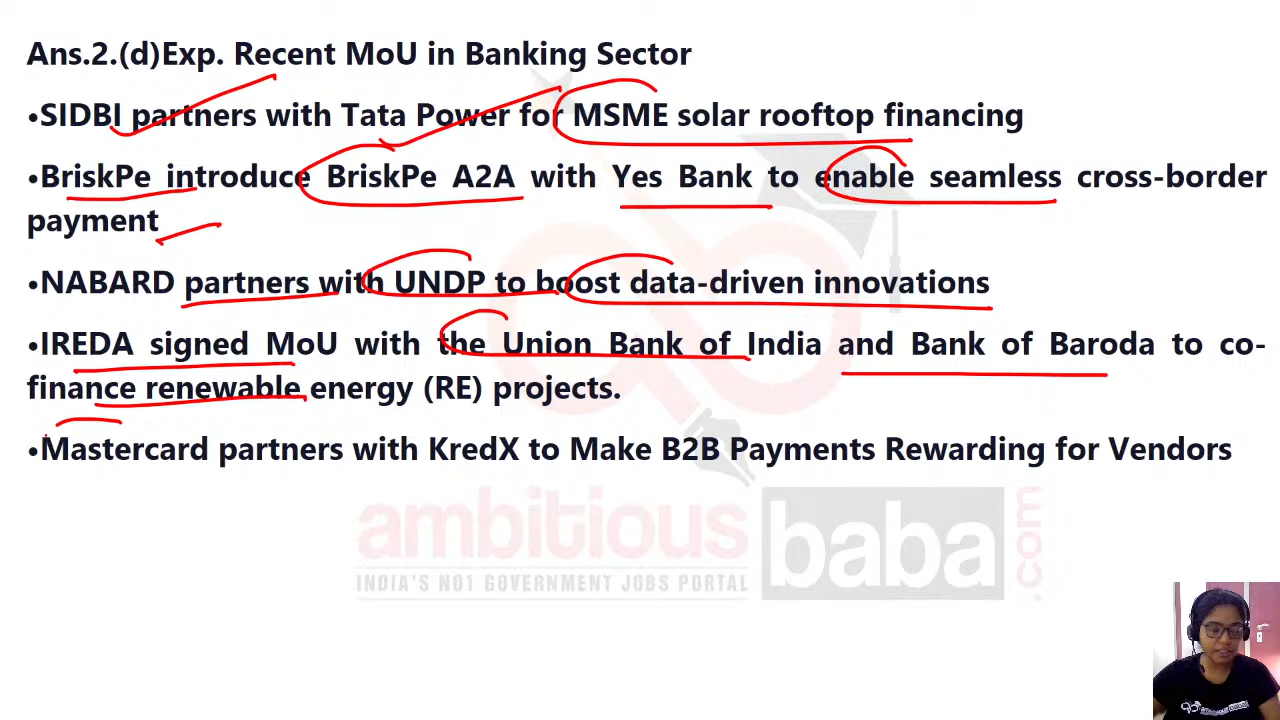 Ans.2.(d)Exp. Recent MoU in Banking Sector
•SIDBI partners with Tata Power for MSME solar rooftop financing
•BriskPe introduce BriskPe A2A with Yes Bank to enable seamless cross-border
payment
•NABARD partners with UNDP to boost data-driven innovations
•IREDA signed MoU with the Union Bank of India and Bank of Baroda to co-
finance renewable energy (RE) projects.
•Mastercard partners with KredX to Make B2B Payments Rewarding for Vendors
ambitious baba .com
INDIA'S NO1 GOVERNMENT JOBS PORTAL